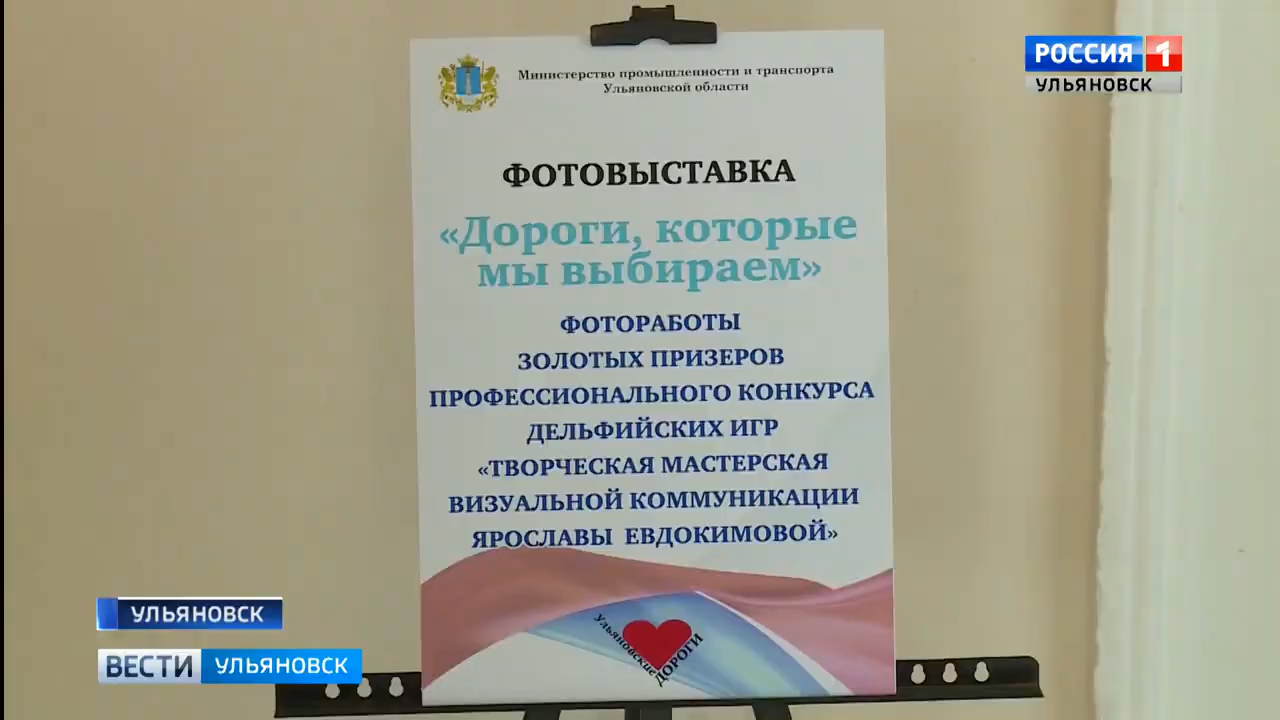 Министерство промышленности и транспорта
Ульяновской области
РОССИЯ 1
УЛЬЯНОВСК
ФОТОВЫСТАВКА
«Дороги, которые
мы выбираем»
ФОТОРАБОТЫ
ЗОЛОТЫХ ПРИЗЕРОВ
ПРОФЕССИОНАЛЬНОГО КОНКУРСА
ДЕЛЬФИЙСКИХ ИГР
«ТВОРЧЕСКАЯ МАСТЕРСКАЯ
ВИЗУАЛЬНОЙ КОММУНИКАЦИИ
ЯРОСЛАВЫ ЕВДОКИМОВОЙ»
Ульяновские
ДОРОГИ
УЛЬЯНОВСК
ВЕСТИ УЛЬЯНОВСК